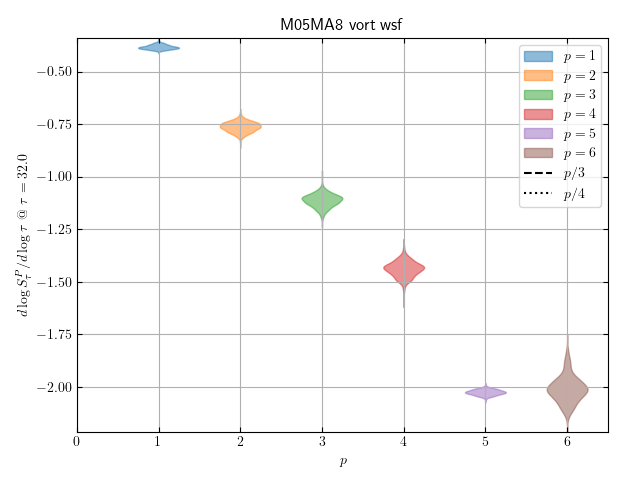 M05MA8 vort wsf
d log S_τ^P / d log τ @ τ = 32.0
−0.50
−0.75
−1.00
−1.25
−1.50
−1.75
−2.00
p = 1
p = 2
p = 3
p = 4
p = 5
p = 6
p/3
p/4
0 1 2 3 4 5 6
p